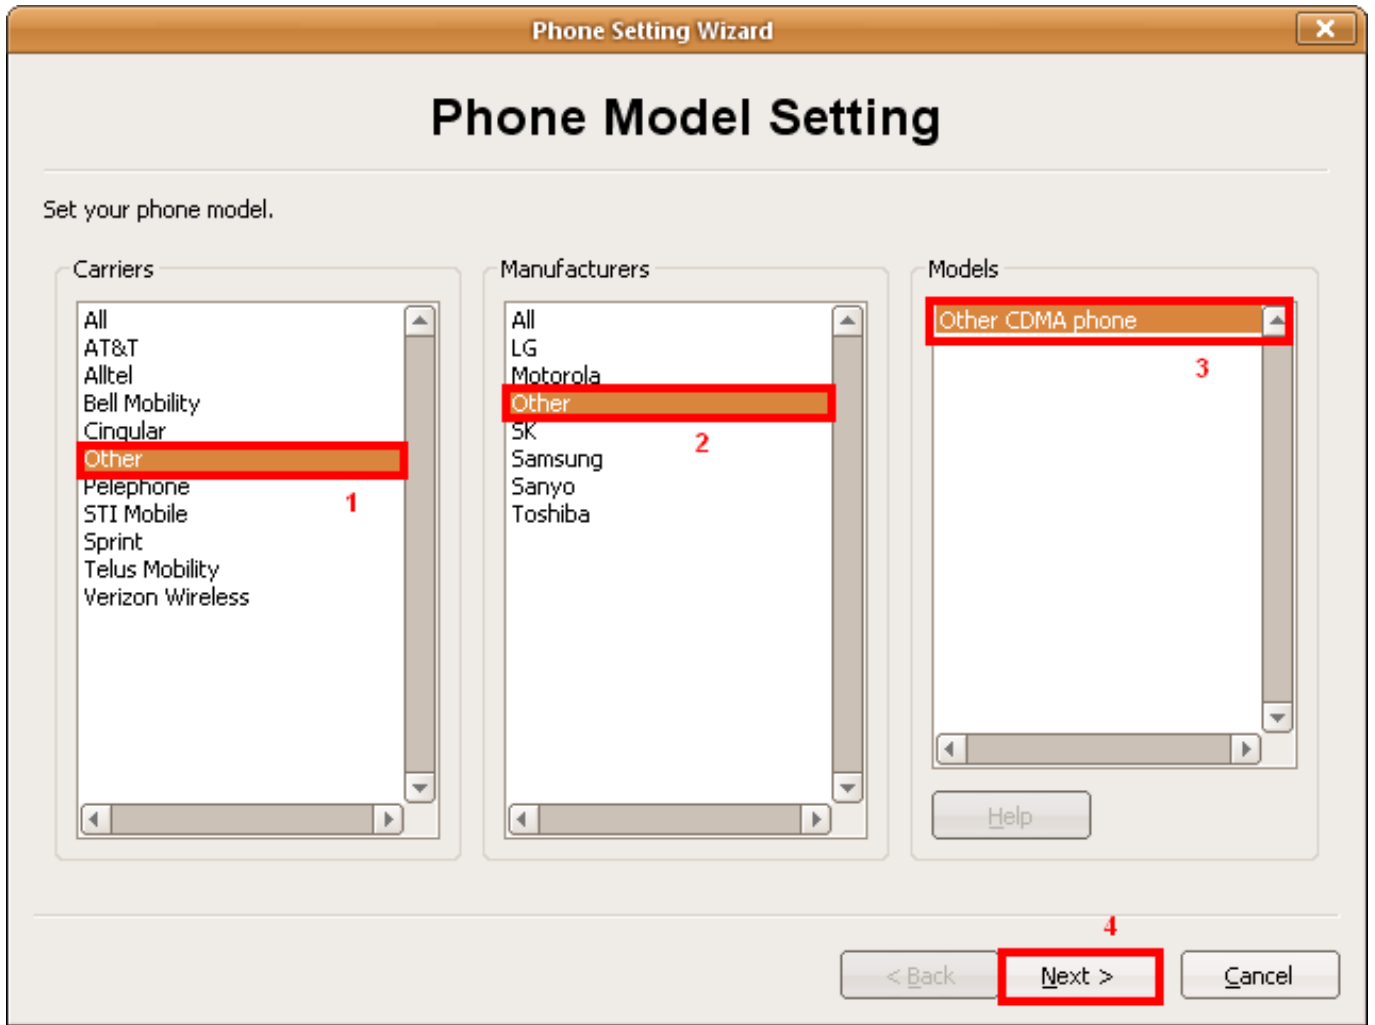 Phone Setting Wizard
Phone Model Setting
Set your phone model.
Carriers
All
AT&T
Alltel
Bell Mobility
Cingular
Other
1
Pelephone
STI Mobile
Sprint
Telus Mobility
Verizon Wireless
Manufacturers
All
LG
Motorola
Other
2
SK
Samsung
Sanyo
Toshiba
Models
Other CDMA phone
3
Help
4
< Back
Next >
Cancel